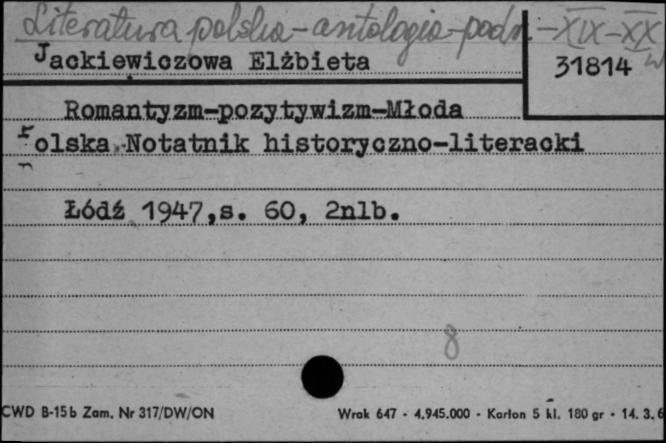 Literatura polska - antologia - podr. - XIX - XX w
Jackiewiczowa Elżbieta
31814
Romantyzm-pozytywizm-Młoda
Polska.Notatnik historyczno-literacki
Łódź 1947,s. 60, 2nlb.
8
CWD B-15b Zam. Nr 317/DW/ON Wrak 647 - 4.945.000 - Karton 5 kl. 180 gr - 14. 3. 6